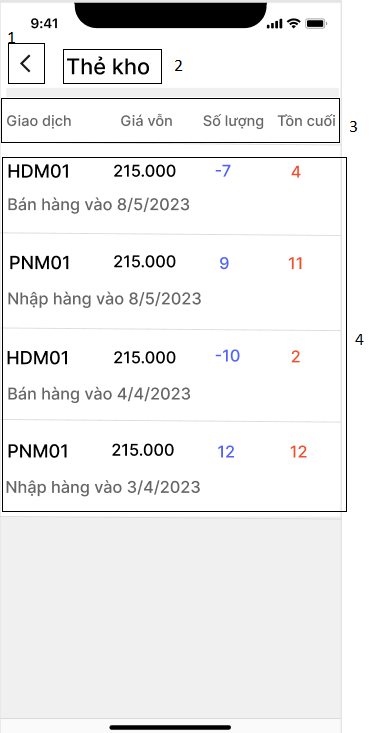 9:41
1
Thẻ kho 2
Giao dịch Giá vỗn Số lượng Tồn cuối
3
HDM01 215.000 -7 4
Bán hàng vào 8/5/2023
PNM01 215.000 9 11
Nhập hàng vào 8/5/2023
4
HDM01 215.000 -10 2
Bán hàng vào 4/4/2023
PNM01 215.000 12 12
Nhập hàng vào 3/4/2023